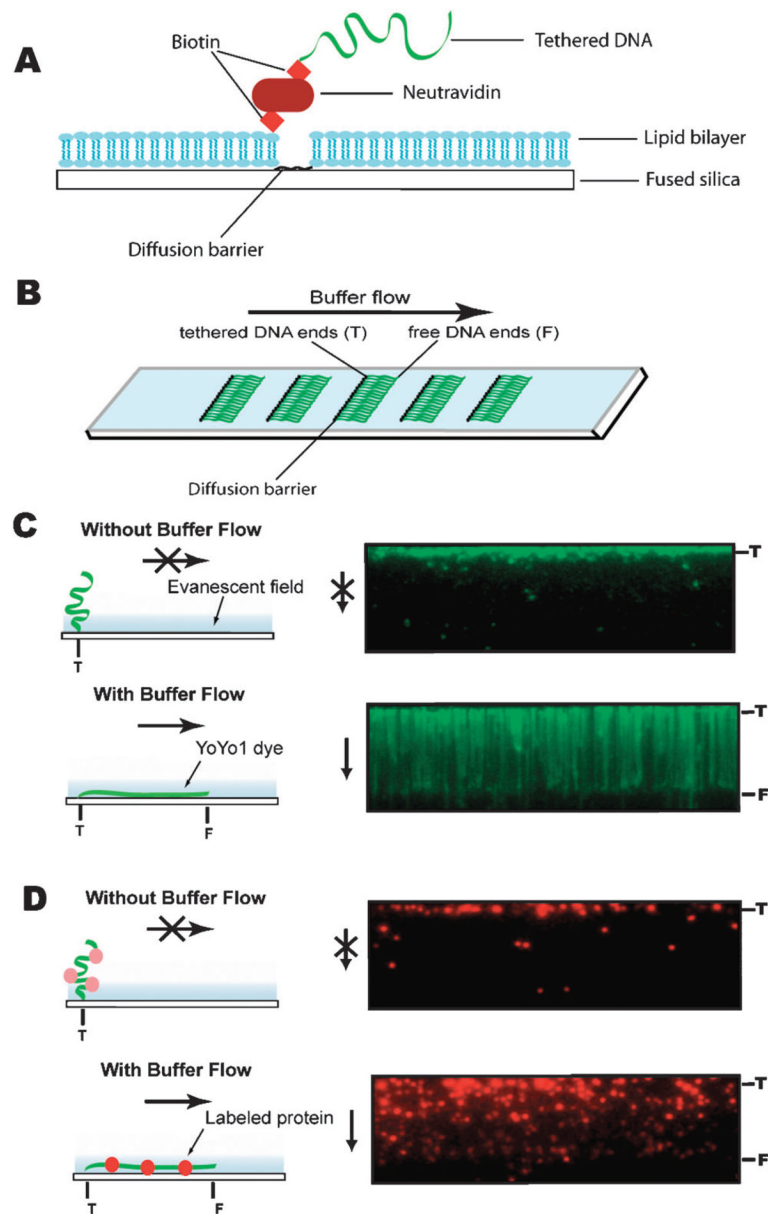 A
Biotin
Tethered DNA
Neutravidin
Lipid bilayer
Fused silica
Diffusion barrier
B
Buffer flow
tethered DNA ends (T)
free DNA ends (F)
Diffusion barrier
C
Without Buffer Flow
Evanescent field
T
T
With Buffer Flow
YoYo1 dye
T
F
T
F
D
Without Buffer Flow
T
T
With Buffer Flow
Labeled protein
T
F
T
F